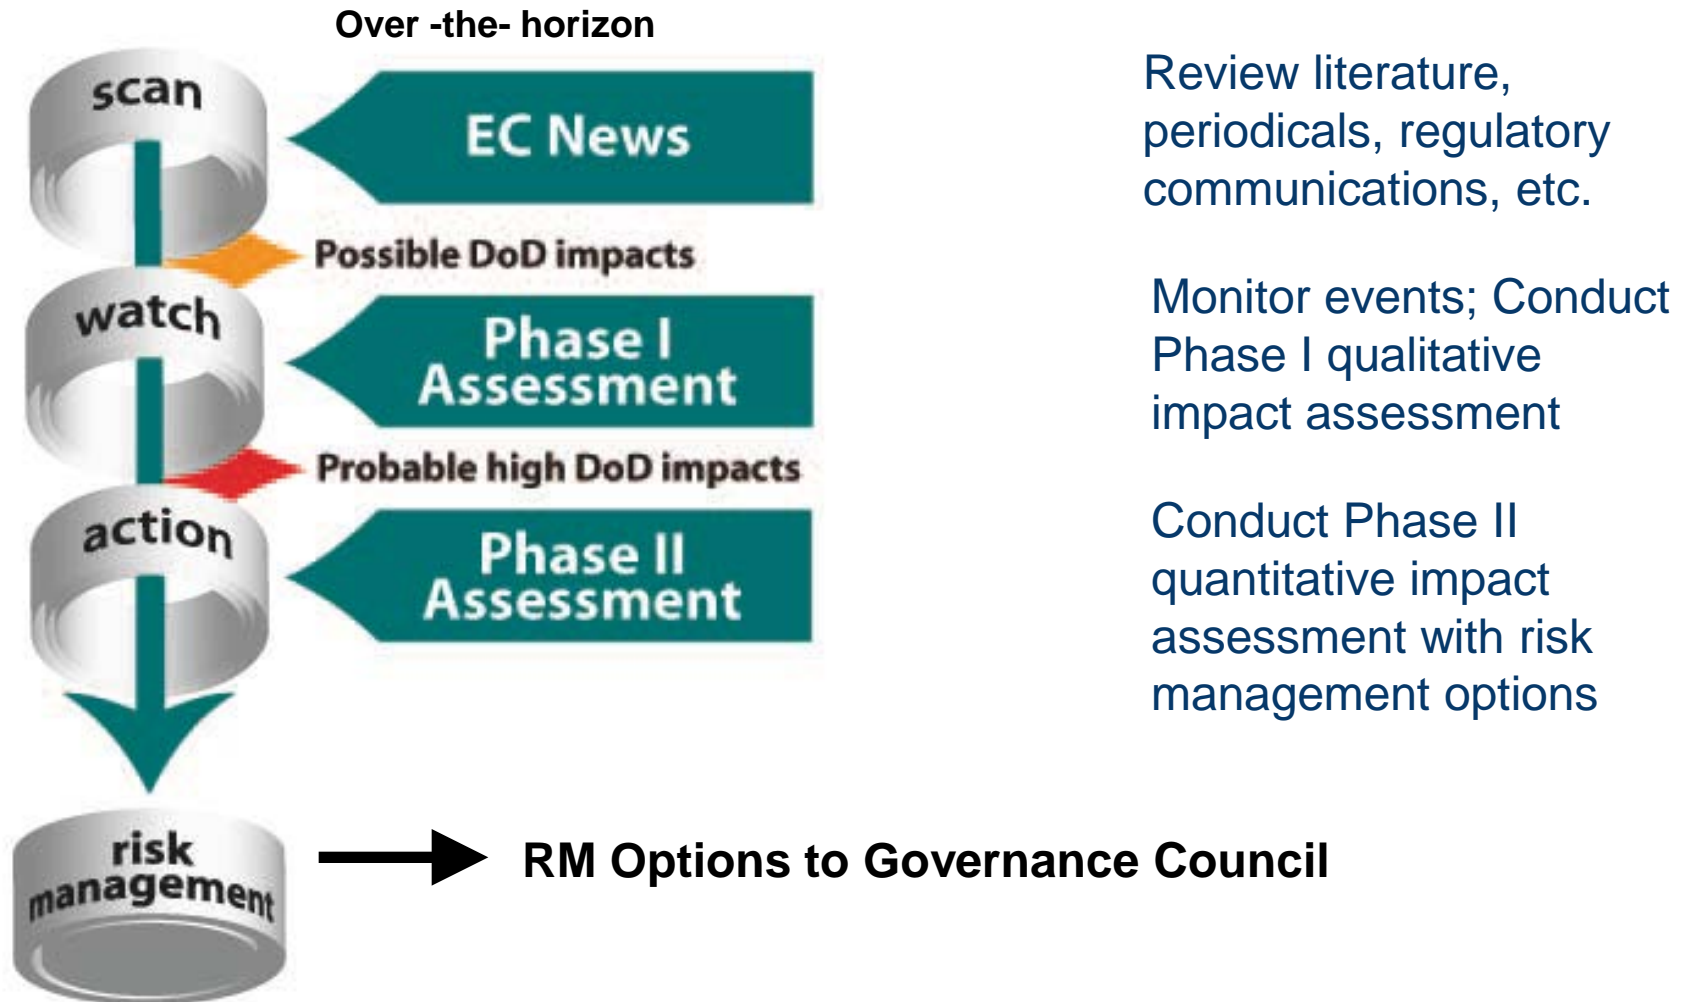 Over -the- horizon
scan
EC News
Review literature,
periodicals, regulatory
communications, etc.
Possible DoD impacts
watch
Phase I
Assessment
Monitor events; Conduct
Phase I qualitative
impact assessment
Probable high DoD impacts
action
Phase II
Assessment
Conduct Phase II
quantitative impact
assessment with risk
management options
risk
management
RM Options to Governance Council